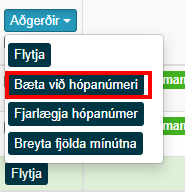 Aðgerðir
Flytja
Bæta við hópanúmeri
Fjarlægja hópanúmer
Breyta fjölda mínútna
Flytja